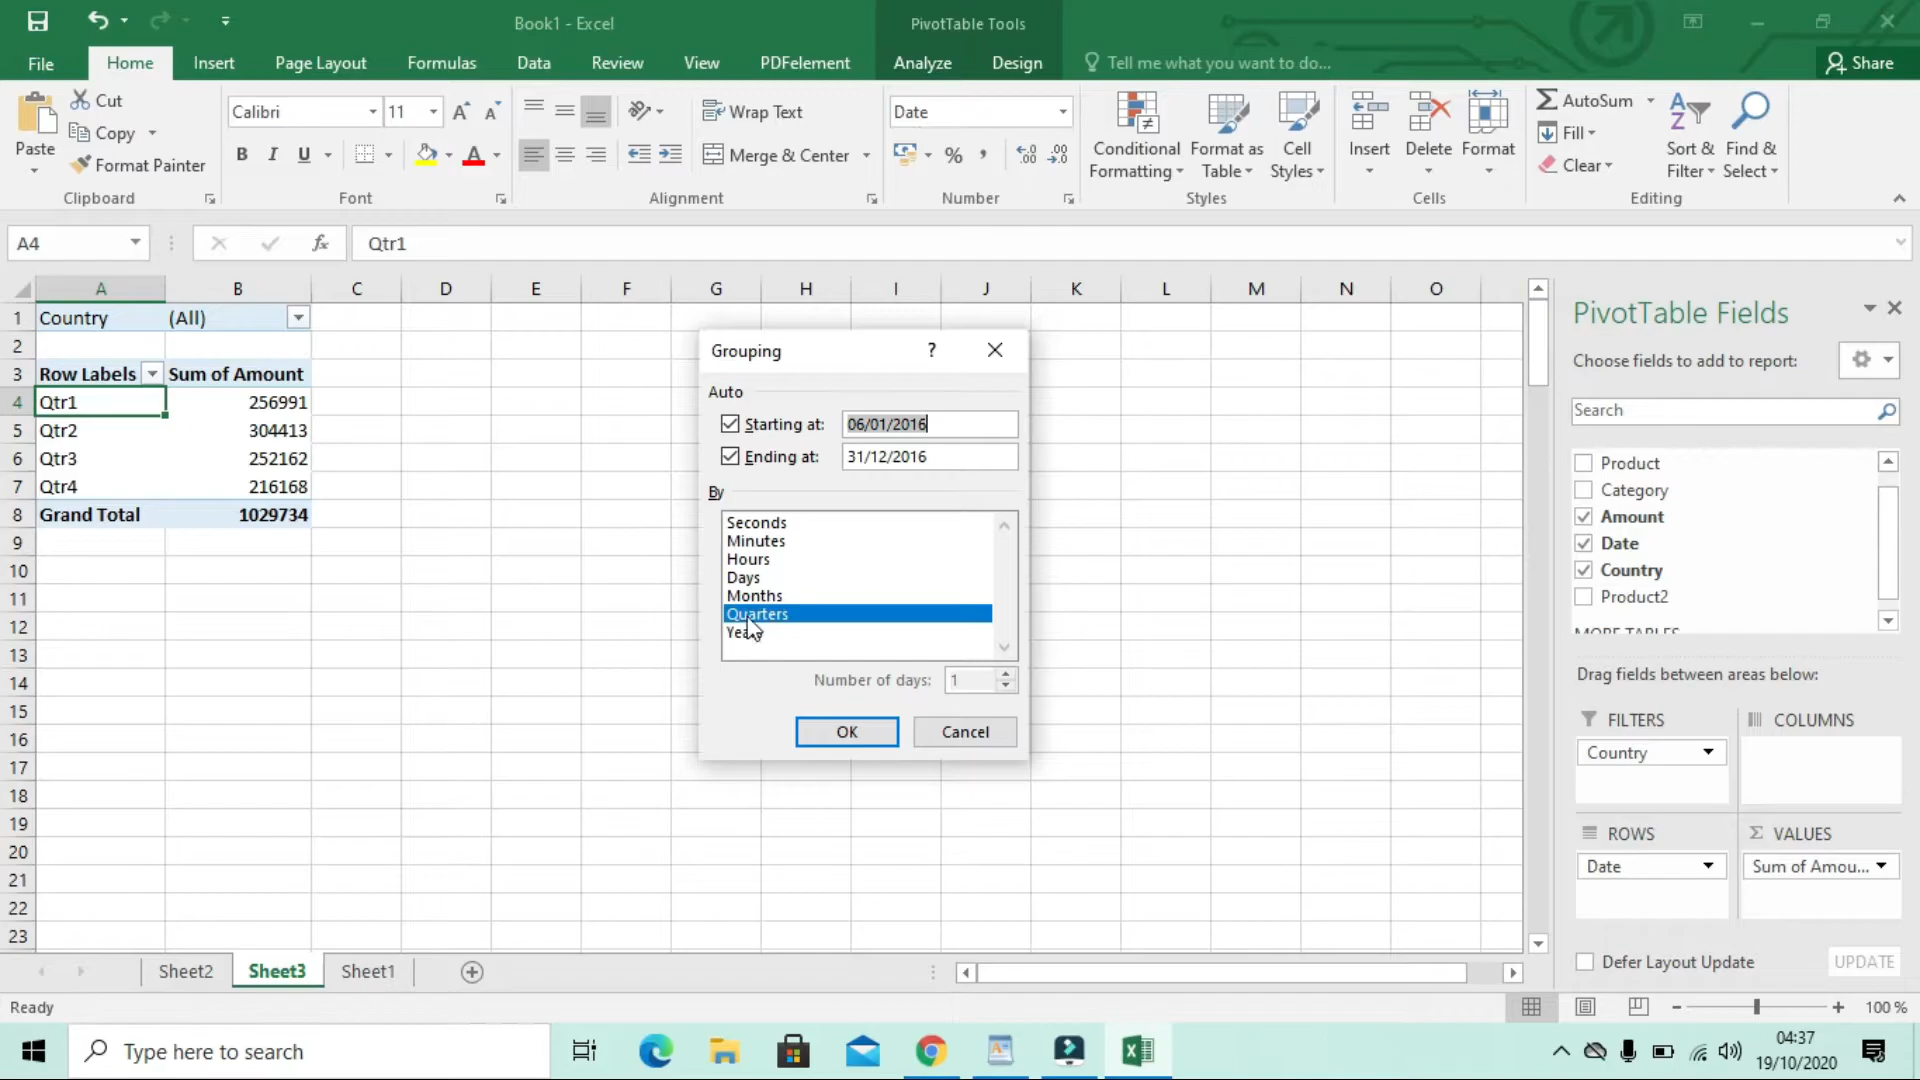 Book1 - Excel
PivotTable Tools
File Home Insert Page Layout Formulas Data Review View PDFelement Analyze Design Tell me what you want to do... Share
Paste
Cut
Copy
Format Painter
Clipboard
Calibri 11
B I U A
Font
Wrap Text
Merge & Center
Alignment
Date
% ,
Number
Conditional Formatting
Format as Table
Cell Styles
Styles
Insert Delete Format
Cells
AutoSum
Fill
Clear
Sort & Filter
Find & Select
Editing
A4 fx Qtr1
A B C D E F G H I J K L M N O
1 Country (All)
2
3 Row Labels Sum of Amount
4 Qtr1 256991
5 Qtr2 304413
6 Qtr3 252162
7 Qtr4 216168
8 Grand Total 1029734
9
10
11
12
13
14
15
16
17
18
19
20
21
22
23
Grouping ?
Auto
Starting at: 06/01/2016
Ending at: 31/12/2016
By
Seconds
Minutes
Hours
Days
Months
Quarters
Number of days: 1
OK Cancel
PivotTable Fields
Choose fields to add to report:
Search
Product
Category
Amount
Date
Country
Product2
MORE TABLES
Drag fields between areas below:
FILTERS COLUMNS
Country
ROWS Σ VALUES
Date Sum of Amou...
Defer Layout Update UPDATE
Sheet2 Sheet3 Sheet1
Ready 100 %
Type here to search
04:37
19/10/2020